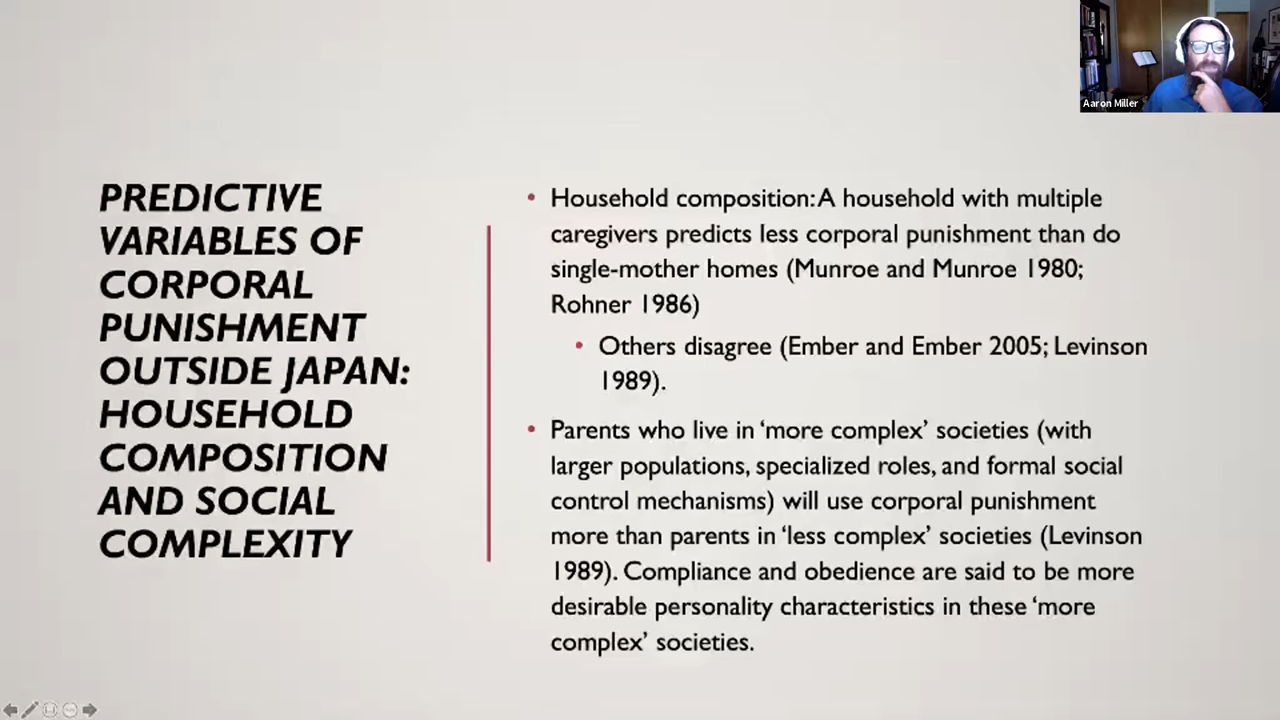 Aaron Miller
PREDICTIVE
VARIABLES OF
CORPORAL
PUNISHMENT
OUTSIDE JAPAN:
HOUSEHOLD
COMPOSITION
AND SOCIAL
COMPLEXITY
• Household composition: A household with multiple
caregivers predicts less corporal punishment than do
single-mother homes (Munroe and Munroe 1980;
Rohner 1986)
• Others disagree (Ember and Ember 2005; Levinson
1989).
• Parents who live in ‘more complex’ societies (with
larger populations, specialized roles, and formal social
control mechanisms) will use corporal punishment
more than parents in ‘less complex’ societies (Levinson
1989). Compliance and obedience are said to be more
desirable personality characteristics in these ‘more
complex’ societies.